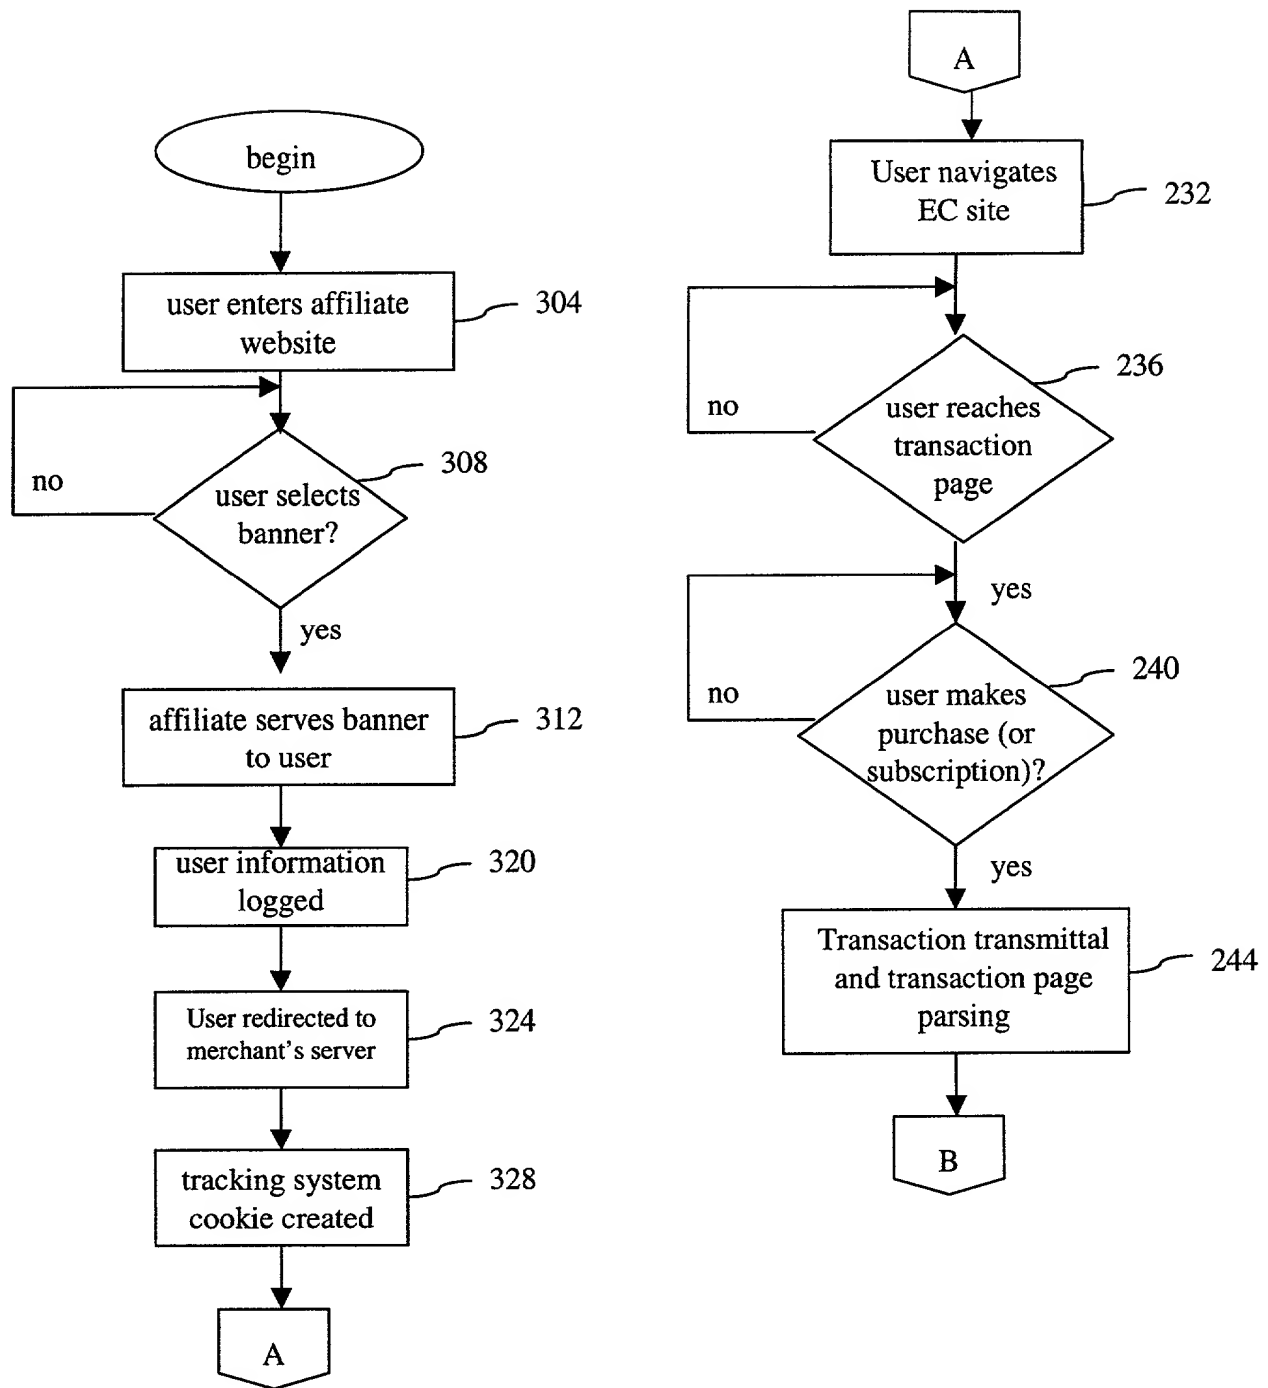 begin
user enters affiliate
website
304
no
user selects
banner?
308
yes
affiliate serves banner
to user
312
user information
logged
320
User redirected to
merchant's server
324
tracking system
cookie created
328
A
A
User navigates
EC site
232
no
user reaches
transaction
page
236
yes
no
user makes
purchase (or
subscription)?
240
yes
Transaction transmittal
and transaction page
parsing
244
B